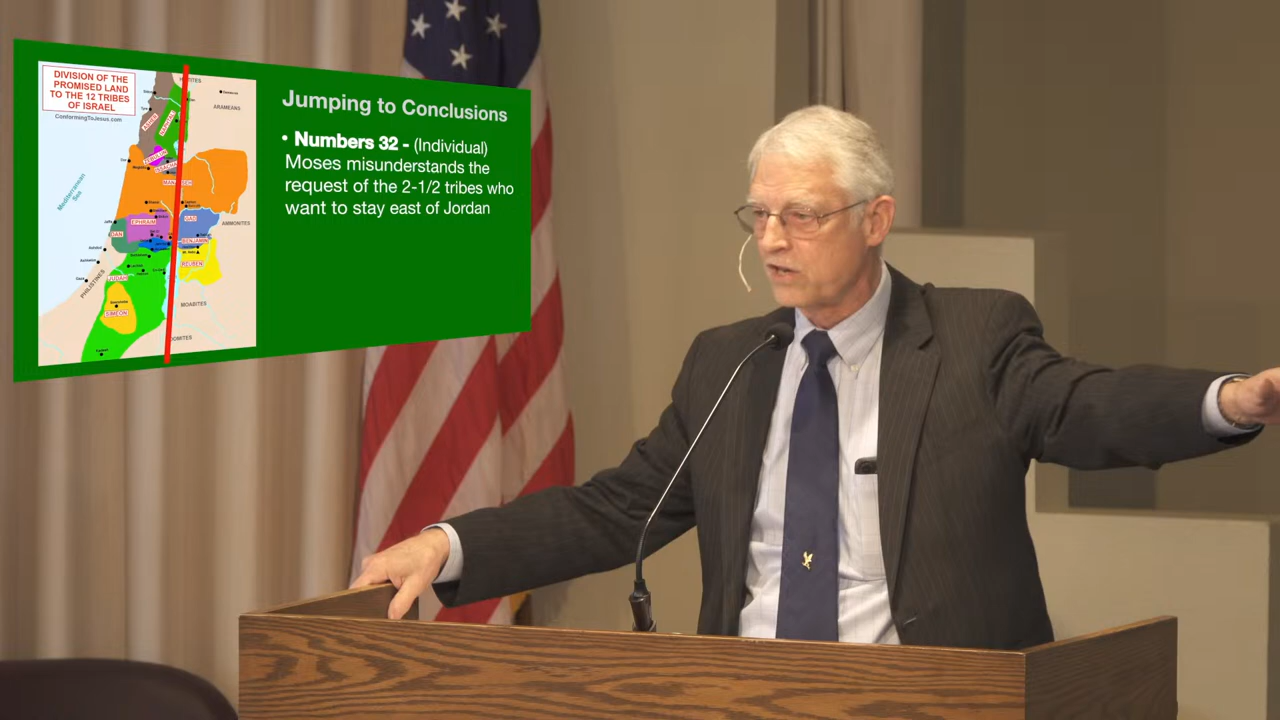 DIVISION OF THE
PROMISED LAND
TO THE 12 TRIBES
OF ISRAEL
ConformingToJesus.com
ARAMEANS
ASHER
NAPHTALI
ZEBULUN
Mediterranean
Sea
EPHRAIM
GAD
AMMONITES
DAN
BENJAMIN
REUBEN
JUDAH
PHILISTINES
SIMEON
MOABITES
Jumping to Conclusions
• Numbers 32 - (Individual)
Moses misunderstands the
request of the 2-1/2 tribes who
want to stay east of Jordan